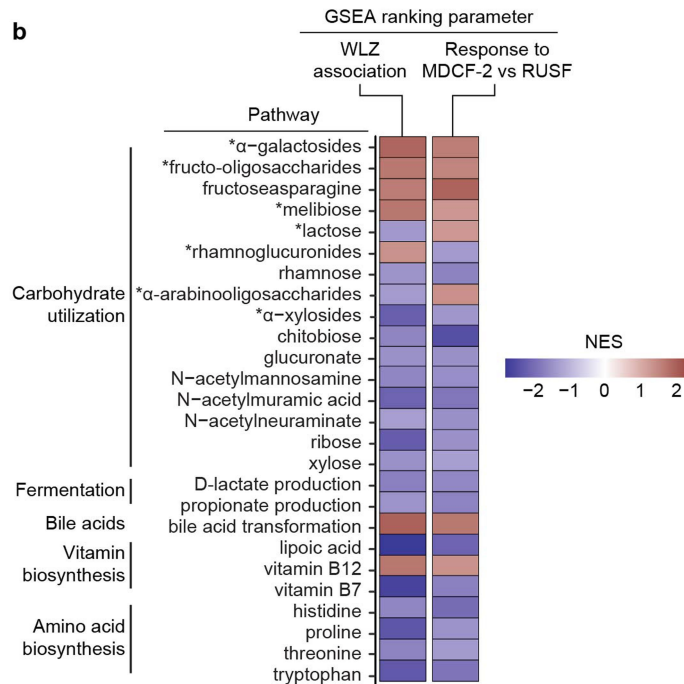 b
GSEA ranking parameter
WLZ
association
Response to
MDCF-2 vs RUSF
Pathway
*α−galactosides
*fructo-oligosaccharides
fructoseasparagine
*melibiose
*lactose
*rhamnoglucuronides
rhamnose
*α-arabinooligosaccharides
*α−xylosides
chitobiose
glucuronate
N−acetylmannosamine
N−acetylmuramic acid
N−acetylneuraminate
ribose
xylose
D-lactate production
propionate production
bile acid transformation
lipoic acid
vitamin B12
vitamin B7
histidine
proline
threonine
tryptophan
Carbohydrate
utilization
Fermentation
Bile acids
Vitamin
biosynthesis
Amino acid
biosynthesis
NES
−2 −1 0 1 2